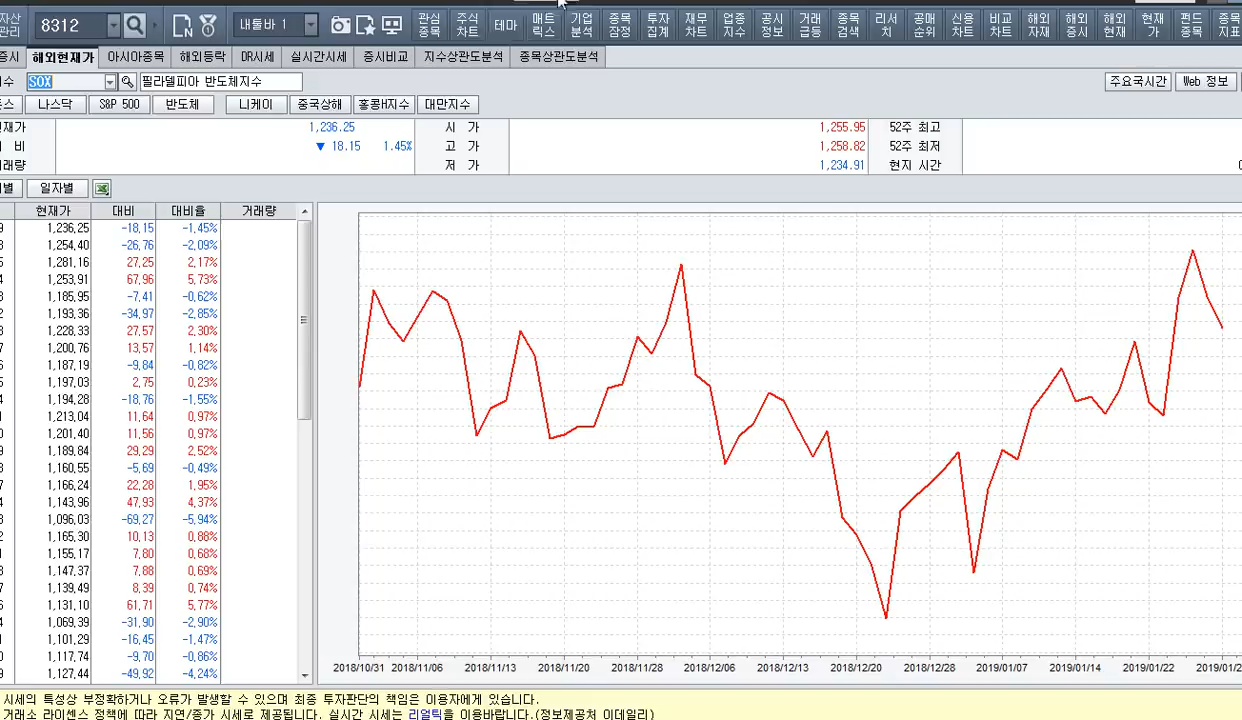 자산 8312 내툴바 1 관심 주식 테마 매트 기업 종목 투자 재무 업종 공시 거래 종목 리서 공매 신용 비교 해외 해외 해외 현재 펀드 종목
관리 종목 차트 릭스 분석 잠정 집계 차트 지수 정보 급등 검색 치 순위 차트 차트 자재 증시 현재 가 종목 지표
증시 해외현재가 아시아종목 해외등락 DR시세 실시간시세 증시비교 지수상관도분석 종목상관도분석
수 SOX 필라델피아 반도체지수 주요국시간 Web 정보
스 나스닥 S&P 500 반도체 니케이 중국상해 홍콩H지수 대만지수
현재가 1,236.25 시 가 1,255.95 52주 최고
비 ▼ 18.15 1.45% 고 가 1,258.82 52주 최저
래량 저 가 1,234.91 현지 시간
별 일자별
현재가 대비 대비율 거래량
9 1,236,25 -18,15 -1,45%
3 1,254,40 -26,76 -2,09%
5 1,281,16 27,25 2,17%
4 1,253,91 67,96 5,73%
3 1,185,95 -7,41 -0,62%
2 1,193,36 -34,97 -2,85%
3 1,228,33 27,57 2,30%
7 1,200,76 13,57 1,14%
6 1,187,19 -9,84 -0,82%
5 1,197,03 2,75 0,23%
4 1,194,28 -18,76 -1,55%
1 1,213,04 11,64 0,97%
0 1,201,40 11,56 0,97%
9 1,189,84 29,29 2,52%
3 1,160,55 -5,69 -0,49%
7 1,166,24 22,28 1,95%
4 1,143,96 47,93 4,37%
3 1,096,03 -69,27 -5,94%
2 1,165,30 10,13 0,88%
1 1,155,17 7,80 0,68%
3 1,147,37 7,88 0,69%
7 1,139,49 8,39 0,74%
6 1,131,10 61,71 5,77%
4 1,069,39 -31,90 -2,90%
1 1,101,29 -16,45 -1,47%
0 1,117,74 -9,70 -0,86%
9 1,127,44 -49,92 -4,24%
2018/10/31 2018/11/06 2018/11/13 2018/11/20 2018/11/28 2018/12/06 2018/12/13 2018/12/20 2018/12/28 2019/01/07 2019/01/14 2019/01/22 2019/01/2
시세의 특성상 부정확하거나 오류가 발생할 수 있으며 최종 투자판단의 책임은 이용자에게 있습니다.
거래소 라이센스 정책에 따라 지연/종가 시세로 제공됩니다. 실시간 시세는 리얼틱을 이용바랍니다.(정보제공처 이데일리)